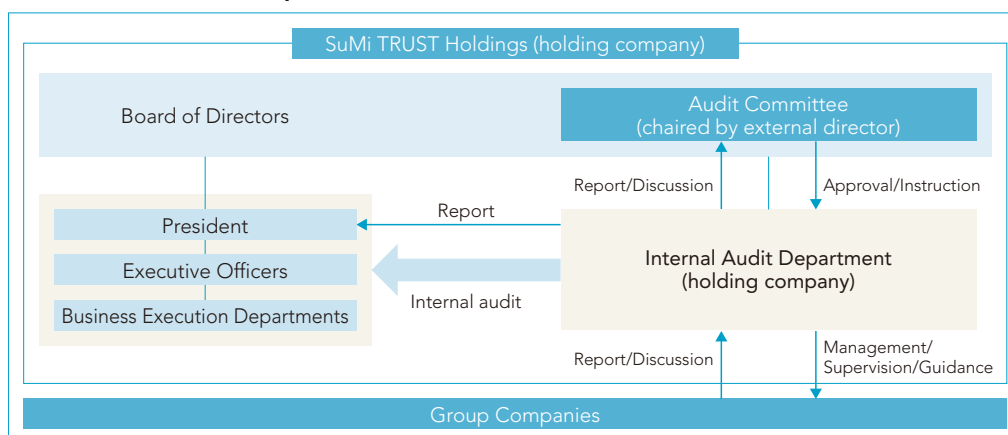 SuMi TRUST Holdings (holding company)
Board of Directors
Audit Committee
(chaired by external director)
Report/Discussion
Approval/Instruction
President
Executive Officers
Business Execution Departments
Report
Internal audit
Internal Audit Department
(holding company)
Report/Discussion
Management/
Supervision/Guidance
Group Companies